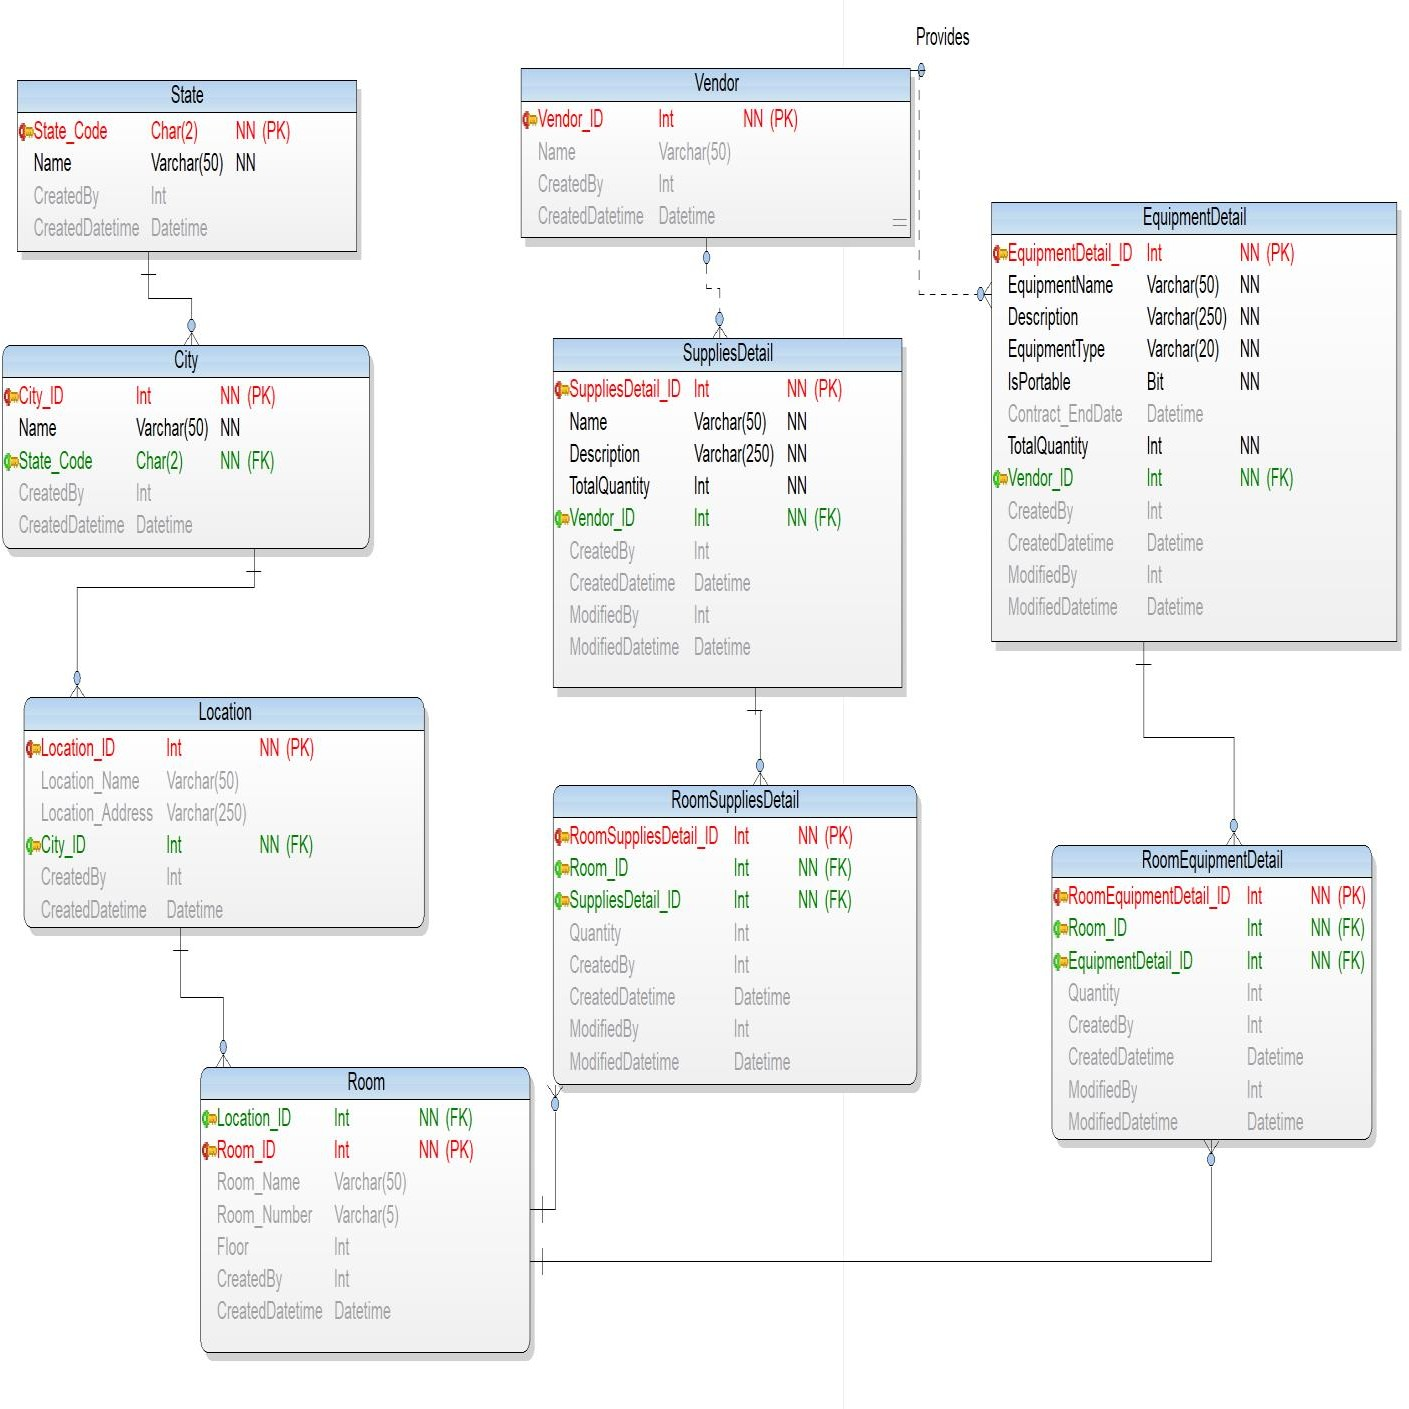 Provides
State
State_Code Char(2) NN (PK)
Name Varchar(50) NN
CreatedBy Int
CreatedDatetime Datetime
Vendor
Vendor_ID Int NN (PK)
Name Varchar(50)
CreatedBy Int
CreatedDatetime Datetime
EquipmentDetail
EquipmentDetail_ID Int NN (PK)
EquipmentName Varchar(50) NN
Description Varchar(250) NN
EquipmentType Varchar(20) NN
IsPortable Bit NN
Contract_EndDate Datetime
TotalQuantity Int NN
Vendor_ID Int NN (FK)
CreatedBy Int
CreatedDatetime Datetime
ModifiedBy Int
ModifiedDatetime Datetime
City
City_ID Int NN (PK)
Name Varchar(50) NN
State_Code Char(2) NN (FK)
CreatedBy Int
CreatedDatetime Datetime
SuppliesDetail
SuppliesDetail_ID Int NN (PK)
Name Varchar(50) NN
Description Varchar(250) NN
TotalQuantity Int NN
Vendor_ID Int NN (FK)
CreatedBy Int
CreatedDatetime Datetime
ModifiedBy Int
ModifiedDatetime Datetime
Location
Location_ID Int NN (PK)
Location_Name Varchar(50)
Location_Address Varchar(250)
City_ID Int NN (FK)
CreatedBy Int
CreatedDatetime Datetime
RoomSuppliesDetail
RoomSuppliesDetail_ID Int NN (PK)
Room_ID Int NN (FK)
SuppliesDetail_ID Int NN (FK)
Quantity Int
CreatedBy Int
CreatedDatetime Datetime
ModifiedBy Int
ModifiedDatetime Datetime
RoomEquipmentDetail
RoomEquipmentDetail_ID Int NN (PK)
Room_ID Int NN (FK)
EquipmentDetail_ID Int NN (FK)
Quantity Int
CreatedBy Int
CreatedDatetime Datetime
ModifiedBy Int
ModifiedDatetime Datetime
Room
Location_ID Int NN (FK)
Room_ID Int NN (PK)
Room_Name Varchar(50)
Room_Number Varchar(5)
Floor Int
CreatedBy Int
CreatedDatetime Datetime